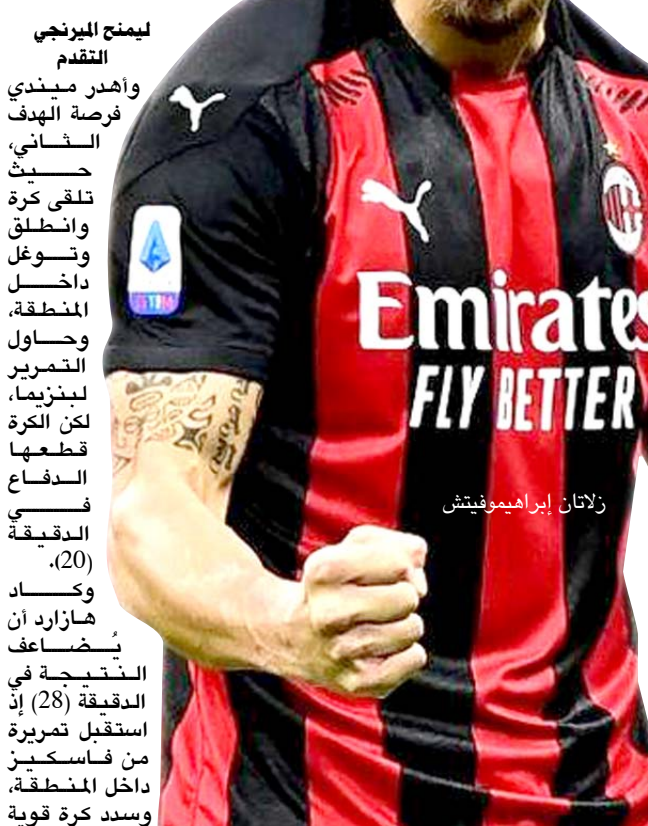 ليمنح الميرنجي
التقدم
وأهدر ميندي
فرصة الهدف
الثاني،
حيث
تلقى كرة
وانطلق
وتوغل
داخل
المنطقة،
وحاول
التمرير
لبنزيما،
لكن الكرة
قطعها
الدفاع
في
الدقيقة
(20).
وكاد
هازارد أن
يُضاعف
النتيجة في
الدقيقة (28) إذ
استقبل تمريرة
من فاسكيز
داخل المنطقة،
وسدد كرة قوية
Emirates
FLY BETTER
زلاتان إبراهيموفيتش